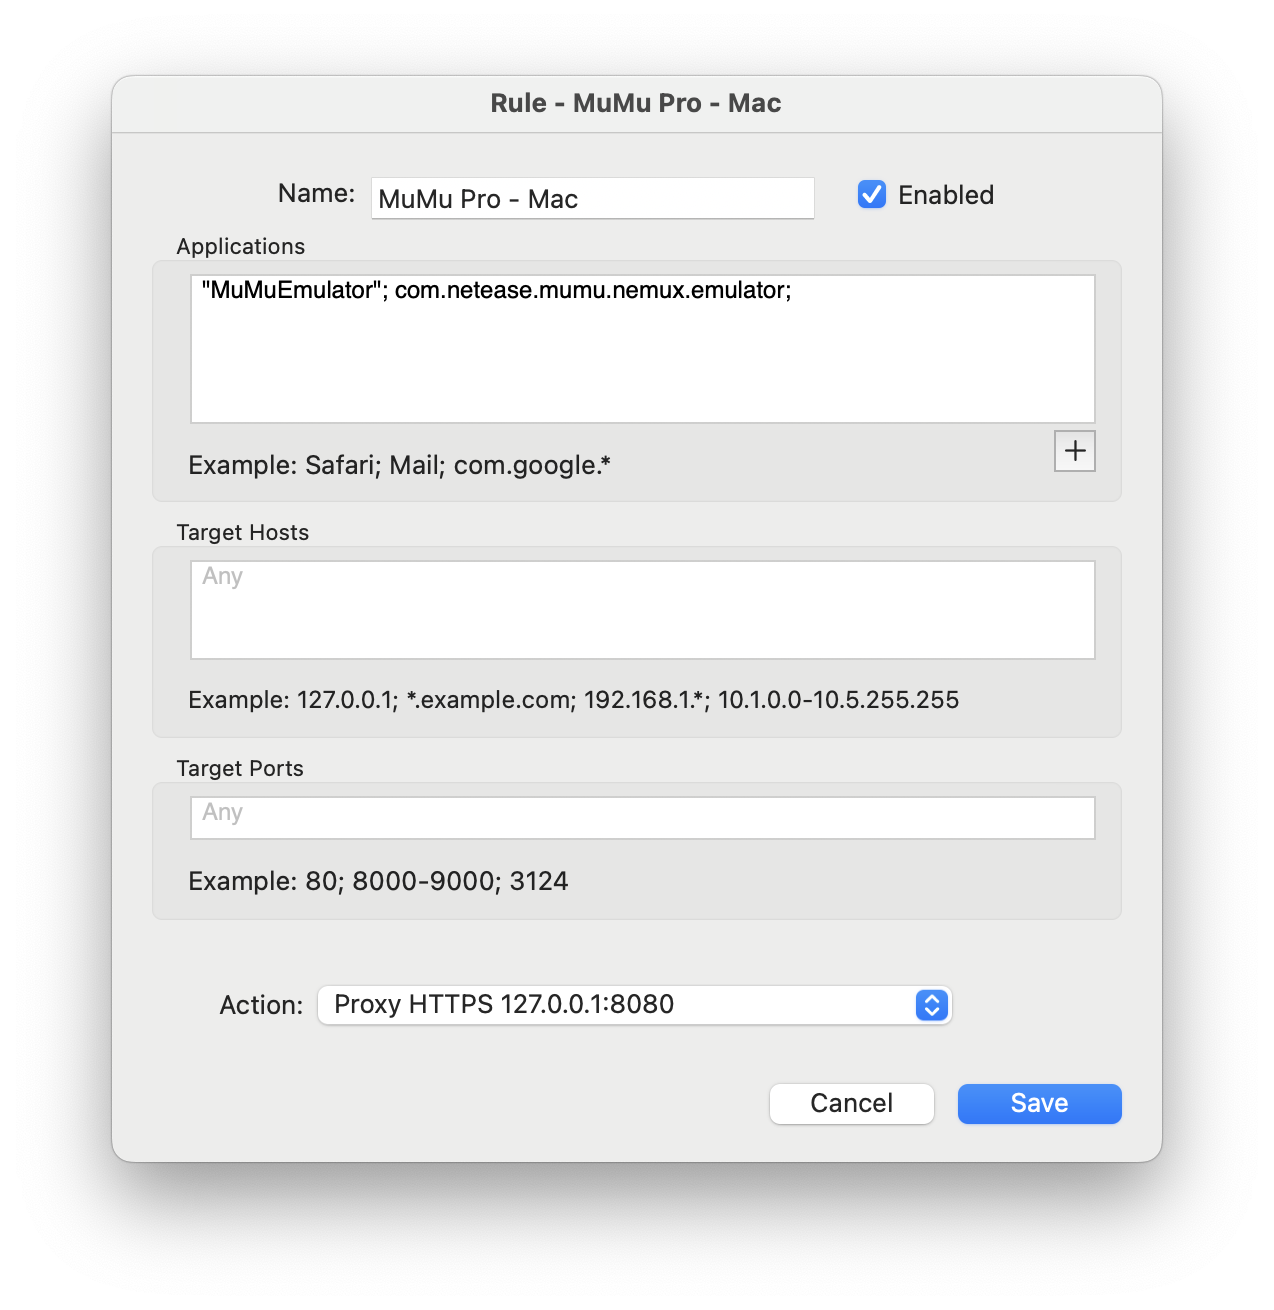 Rule - MuMu Pro - Mac
Name: MuMu Pro - Mac Enabled
Applications
"MuMuEmulator"; com.netease.mumu.nemux.emulator;
+
Example: Safari; Mail; com.google.*
Target Hosts
Any
Example: 127.0.0.1; *.example.com; 192.168.1.*; 10.1.0.0-10.5.255.255
Target Ports
Any
Example: 80; 8000-9000; 3124
Action: Proxy HTTPS 127.0.0.1:8080
Cancel Save